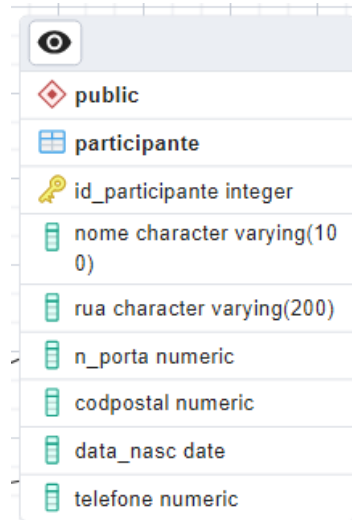 public
participante
id_participante integer
nome character varying(10
0)
rua character varying(200)
n_porta numeric
codpostal numeric
data_nasc date
telefone numeric